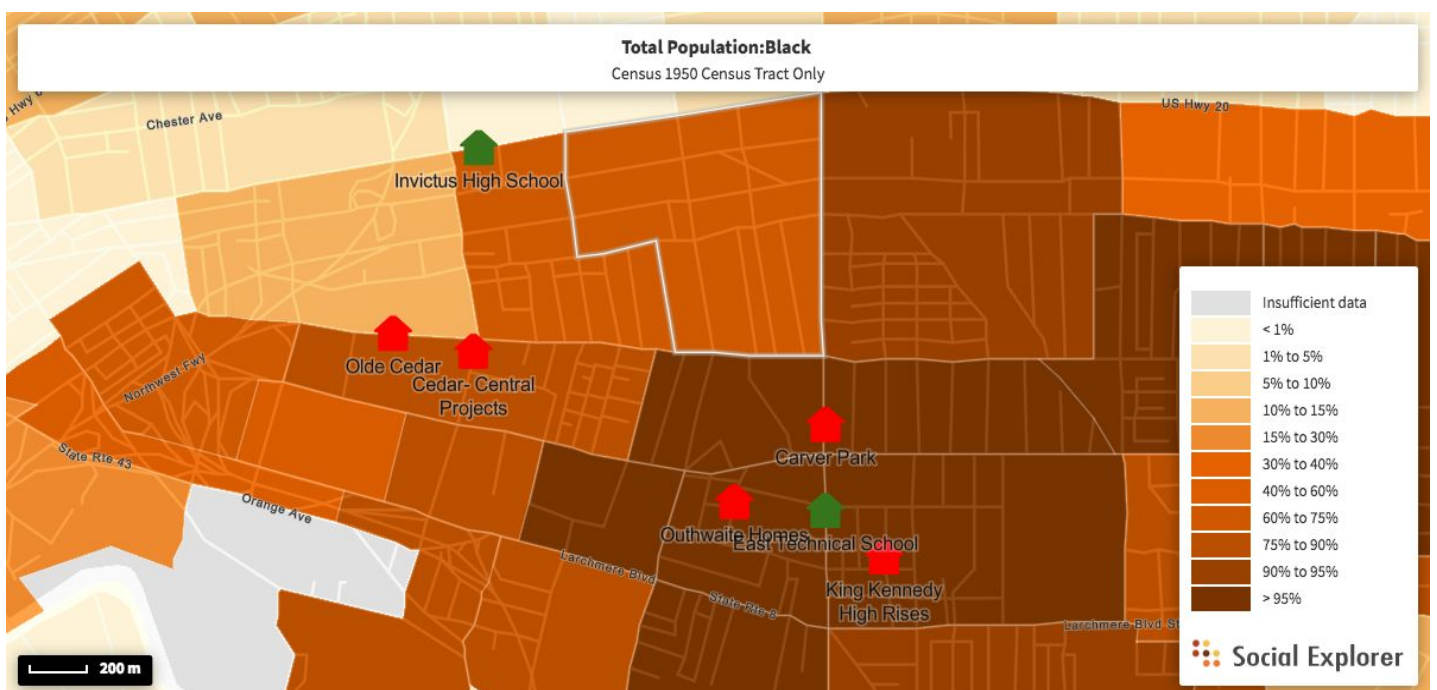 Total Population:Black
Census 1950 Census Tract Only
Chester Ave
US Hwy 20
Invictus High School
Olde Cedar
Cedar- Central
Projects
Northwest Fwy
State Rte 43
Orange Ave
Carver Park
Outhwaite Homes
East Technical School
King Kennedy
High Rises
Larchmere Blvd
State Rte 8
Larchmere Blvd
Insufficient data
< 1%
1% to 5%
5% to 10%
10% to 15%
15% to 30%
30% to 40%
40% to 60%
60% to 75%
75% to 90%
90% to 95%
> 95%
Social Explorer
200 m